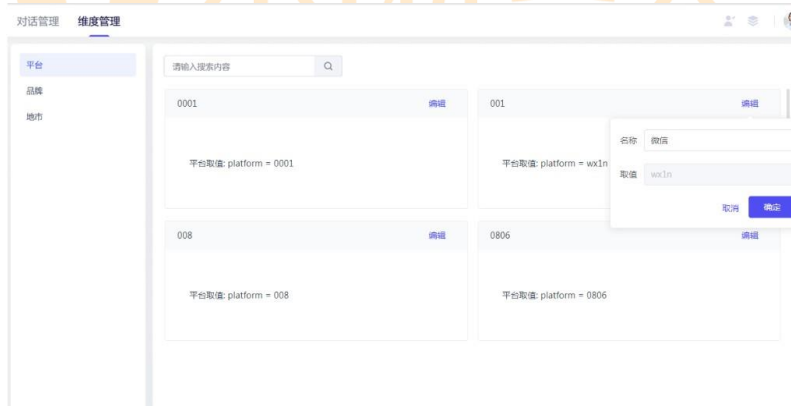 对话管理 维度管理
平台
品牌
地市
请输入搜索内容
0001 编辑
平台取值: platform = 0001
001 编辑
平台取值: platform = wx1n
名称 微信
取值 wx1n
取消 确定
008 编辑
平台取值: platform = 008
0806 编辑
平台取值: platform = 0806